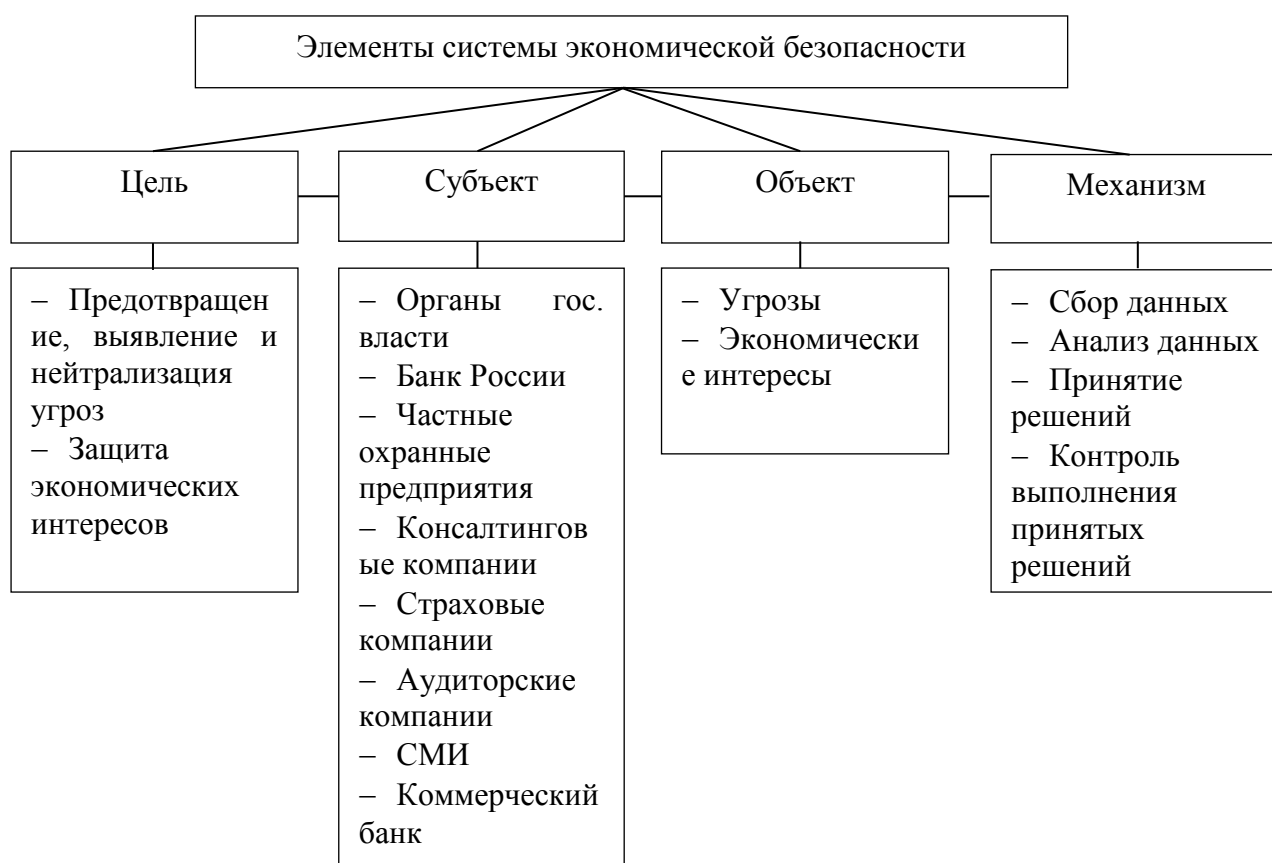 Элементы системы экономической безопасности
Цель
Субъект
Объект
Механизм
– Предотвращен
ие, выявление и
нейтрализация
угроз
– Защита
экономических
интересов
– Органы гос.
власти
– Банк России
– Частные
охранные
предприятия
– Консалтингов
ые компании
– Страховые
компании
– Аудиторские
компании
– СМИ
– Коммерческий
банк
– Угрозы
– Экономически
е интересы
– Сбор данных
– Анализ данных
– Принятие
решений
– Контроль
выполнения
принятых
решений